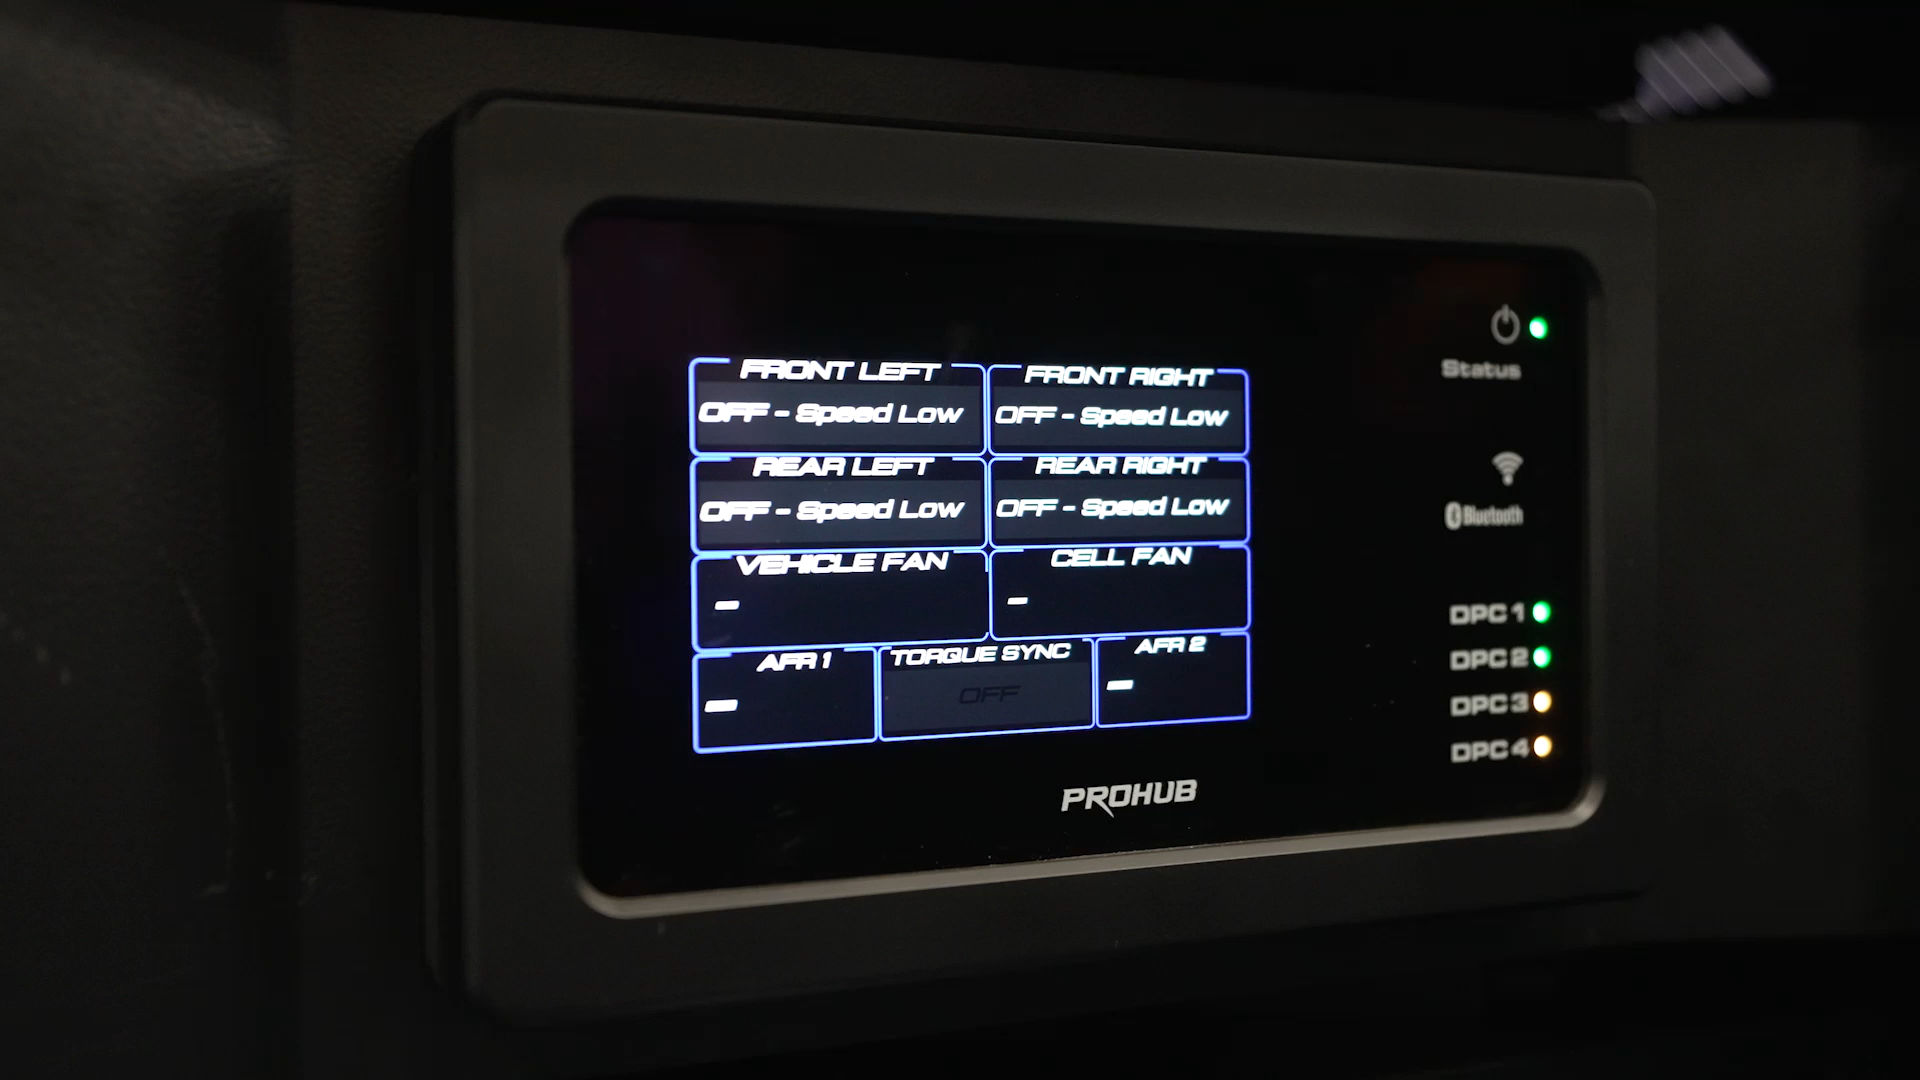 FRONT LEFT
OFF - Speed Low
FRONT RIGHT
OFF - Speed Low
REAR LEFT
OFF - Speed Low
REAR RIGHT
OFF - Speed Low
VEHICLE FAN
-
CELL FAN
-
AFR 1
-
TORQUE SYNC
OFF
AFR 2
-
PROHUB
Status
Bluetooth
DPC 1
DPC 2
DPC 3
DPC 4